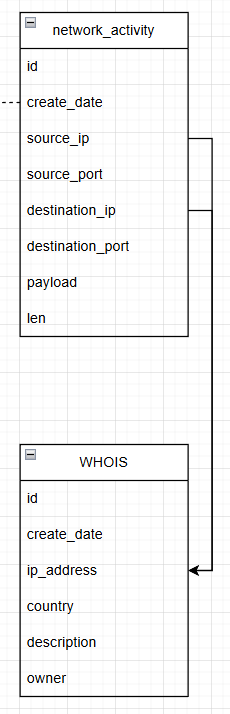 network_activity
id
create_date
source_ip
source_port
destination_ip
destination_port
payload
len
WHOIS
id
create_date
ip_address
country
description
owner